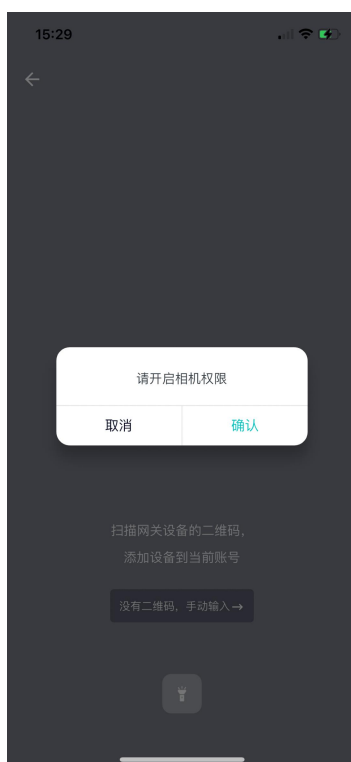 15:29
请开启相机权限
取消
确认
扫描网关设备的二维码，
添加设备到当前账号
没有二维码，手动输入→